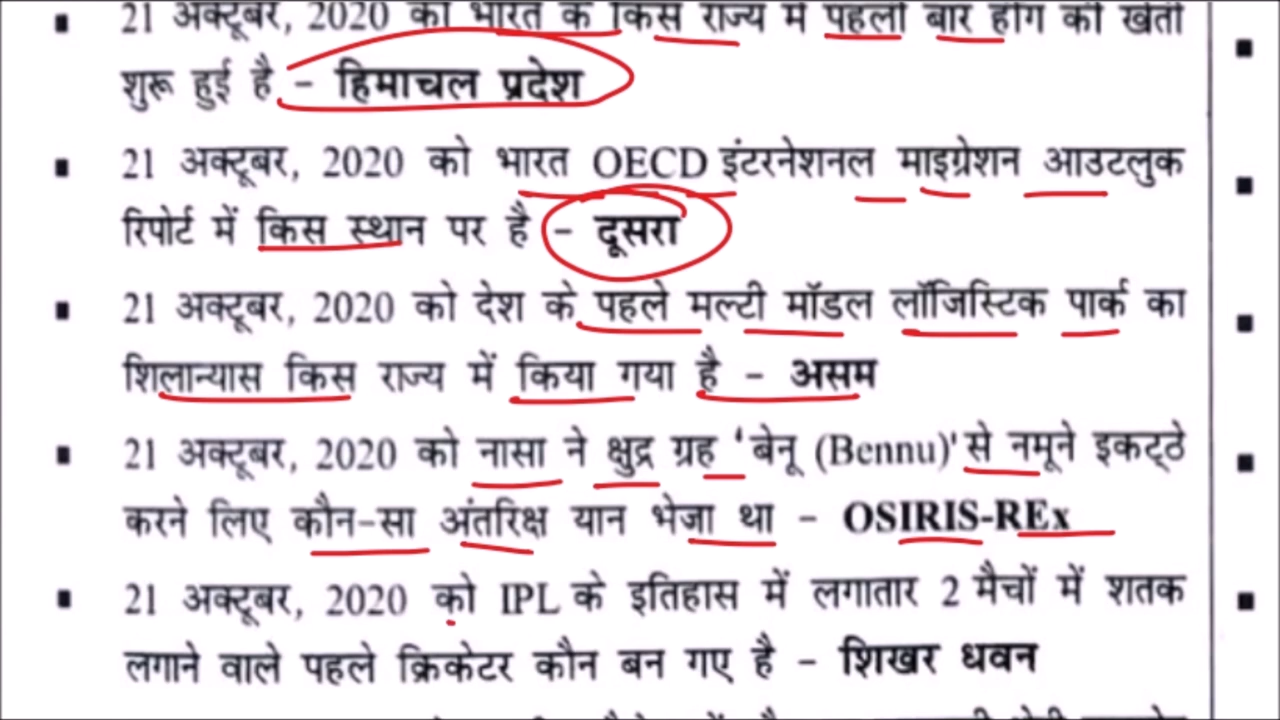 21 अक्टूबर, 2020 को भारत के किस राज्य में पहली बार हींग की खेती
शुरू हुई है - हिमाचल प्रदेश
21 अक्टूबर, 2020 को भारत OECD इंटरनेशनल माइग्रेशन आउटलुक
रिपोर्ट में किस स्थान पर है - दूसरा
21 अक्टूबर, 2020 को देश के पहले मल्टी मॉडल लॉजिस्टिक पार्क का
शिलान्यास किस राज्य में किया गया है - असम
21 अक्टूबर, 2020 को नासा ने क्षुद्र ग्रह 'बेनू (Bennu)' से नमूने इकट्ठे
करने लिए कौन-सा अंतरिक्ष यान भेजा था - OSIRIS-REx
21 अक्टूबर, 2020 को IPL के इतिहास में लगातार 2 मैचों में शतक
लगाने वाले पहले क्रिकेटर कौन बन गए है - शिखर धवन